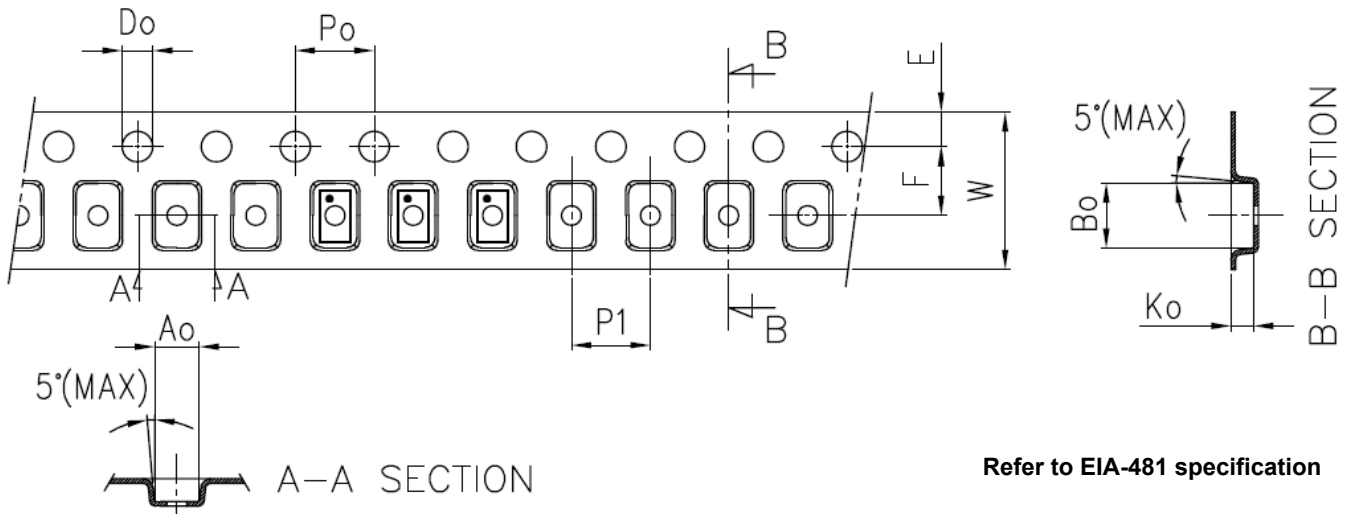 Do
Po
B
E
5°(MAX)
F
W
Bo
B-B SECTION
A
A
Ko
P1
B
Ao
5°(MAX)
A-A SECTION
Refer to EIA-481 specification